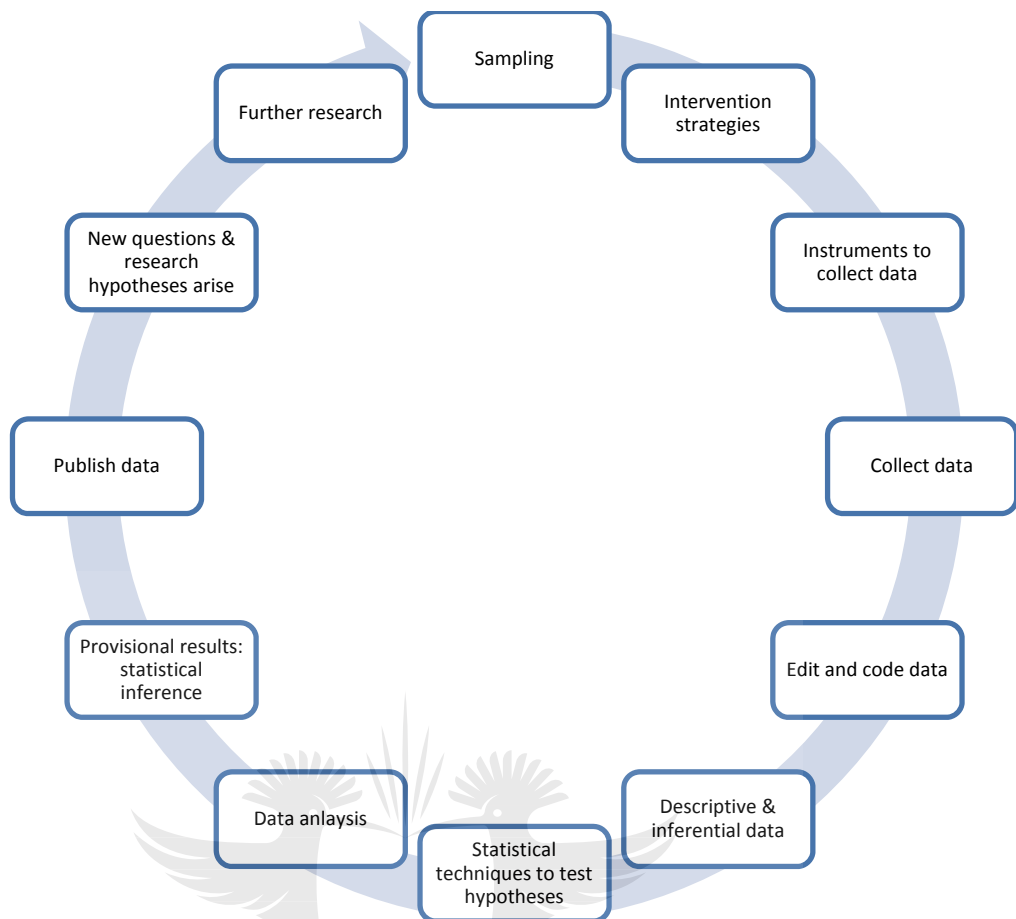 Sampling
Intervention
strategies
Instruments to
collect data
Collect data
Edit and code data
Descriptive &
inferential data
Statistical
techniques to test
hypotheses
Data anlaysis
Provisional results:
statistical
inference
Publish data
New questions &
research
hypotheses arise
Further research